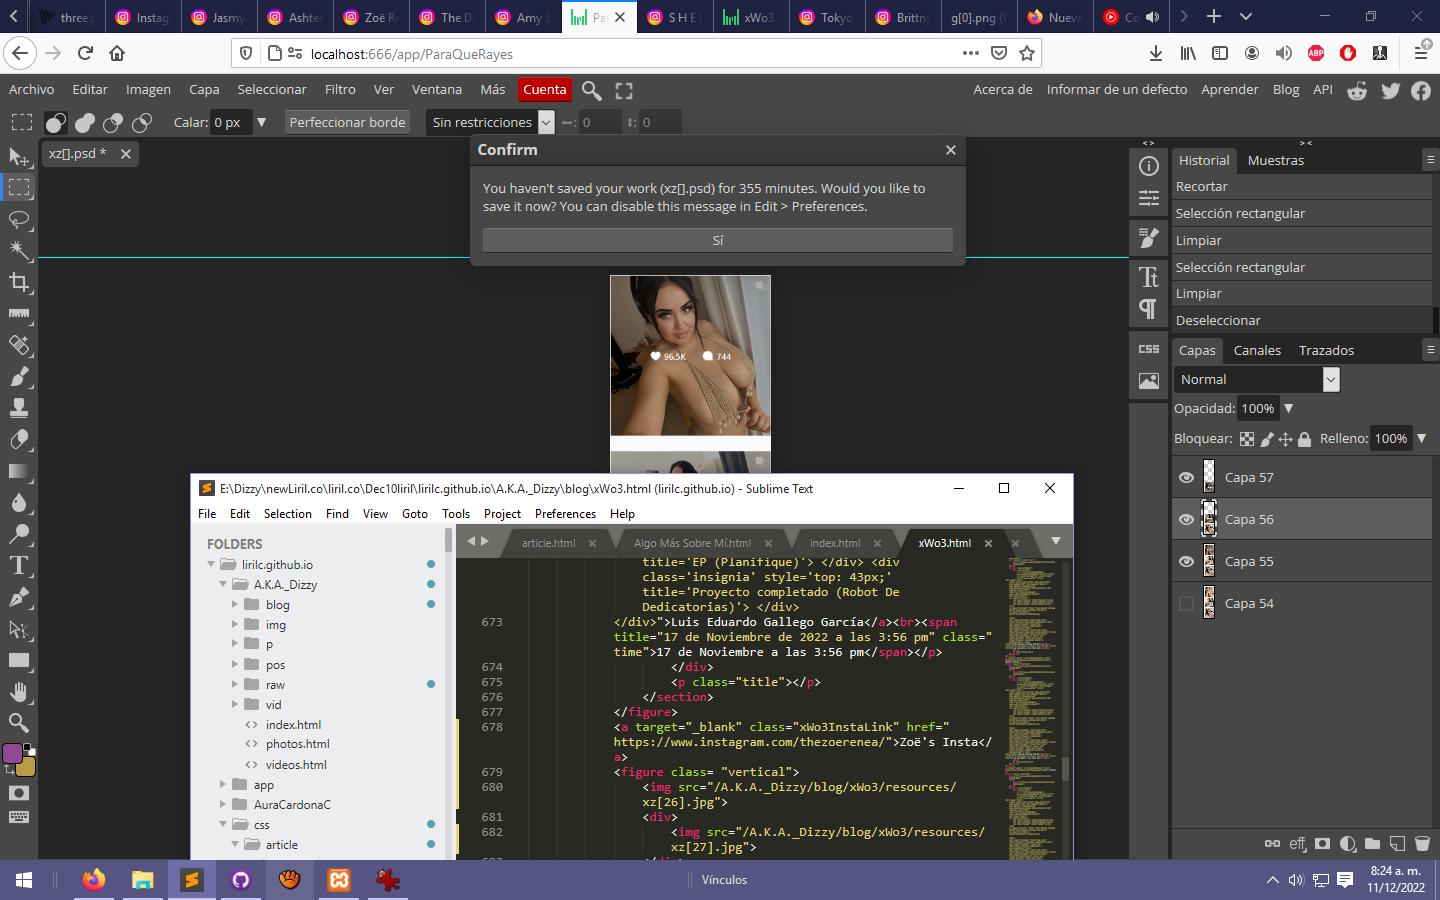 three.j
Instag
Jasmy
Ashter
Zoë Re
The D
Amy S
Par
S H E L
xWo3
Tokyo
Brittny
g[0].png (
Nueva
Co
localhost:666/app/ParaQueRayes
ABP
Archivo Editar Imagen Capa Seleccionar Filtro Ver Ventana Más Cuenta
Acerca de Informar de un defecto Aprender Blog API
Calar: 0 px Perfeccionar borde Sin restricciones 0 0
xz[].psd *
Confirm
You haven't saved your work (xz[].psd) for 355 minutes. Would you like to
save it now? You can disable this message in Edit > Preferences.
Sí
96.5K 744
Historial Muestras
Recortar
Selección rectangular
Limpiar
Selección rectangular
Limpiar
Deseleccionar
CSS
Capas Canales Trazados
Normal
Opacidad: 100%
Bloquear: Relleno: 100%
Capa 57
Capa 56
Capa 55
Capa 54
eff
E:\Dizzy\newLiril.co\liril.co\Dec10liril\lirilc.github.io\A.K.A._Dizzy\blog\xWo3.html (lirilc.github.io) - Sublime Text
File Edit Selection Find View Goto Tools Project Preferences Help
FOLDERS
lirilc.github.io
A.K.A._Dizzy
blog
img
p
pos
raw
vid
index.html
photos.html
videos.html
app
AuraCardonaC
css
article
article.html
Algo Más Sobre Mí.html
index.html
xWo3.html
title='EP (Planifique)'> </div> <div
class='insignia' style='top: 43px;'
title='Proyecto completado (Robot De
Dedicatorias)'> </div>
673 </div>">Luis Eduardo Gallego García</a><br><span
title="17 de Noviembre de 2022 a las 3:56 pm" class="
time">17 de Noviembre a las 3:56 pm</span></p>
674 </div>
675 <p class="title"></p>
676 </section>
677 </figure>
678 <a target="_blank" class="xWo3InstaLink" href="
https://www.instagram.com/thezoerenea/">Zoë's Insta</
a>
679 <figure class= "vertical">
680 <img src="/A.K.A._Dizzy/blog/xWo3/resources/
xz[26].jpg">
681 <div>
682 <img src="/A.K.A._Dizzy/blog/xWo3/resources/
xz[27].jpg">
Vínculos
8:24 a. m.
11/12/2022